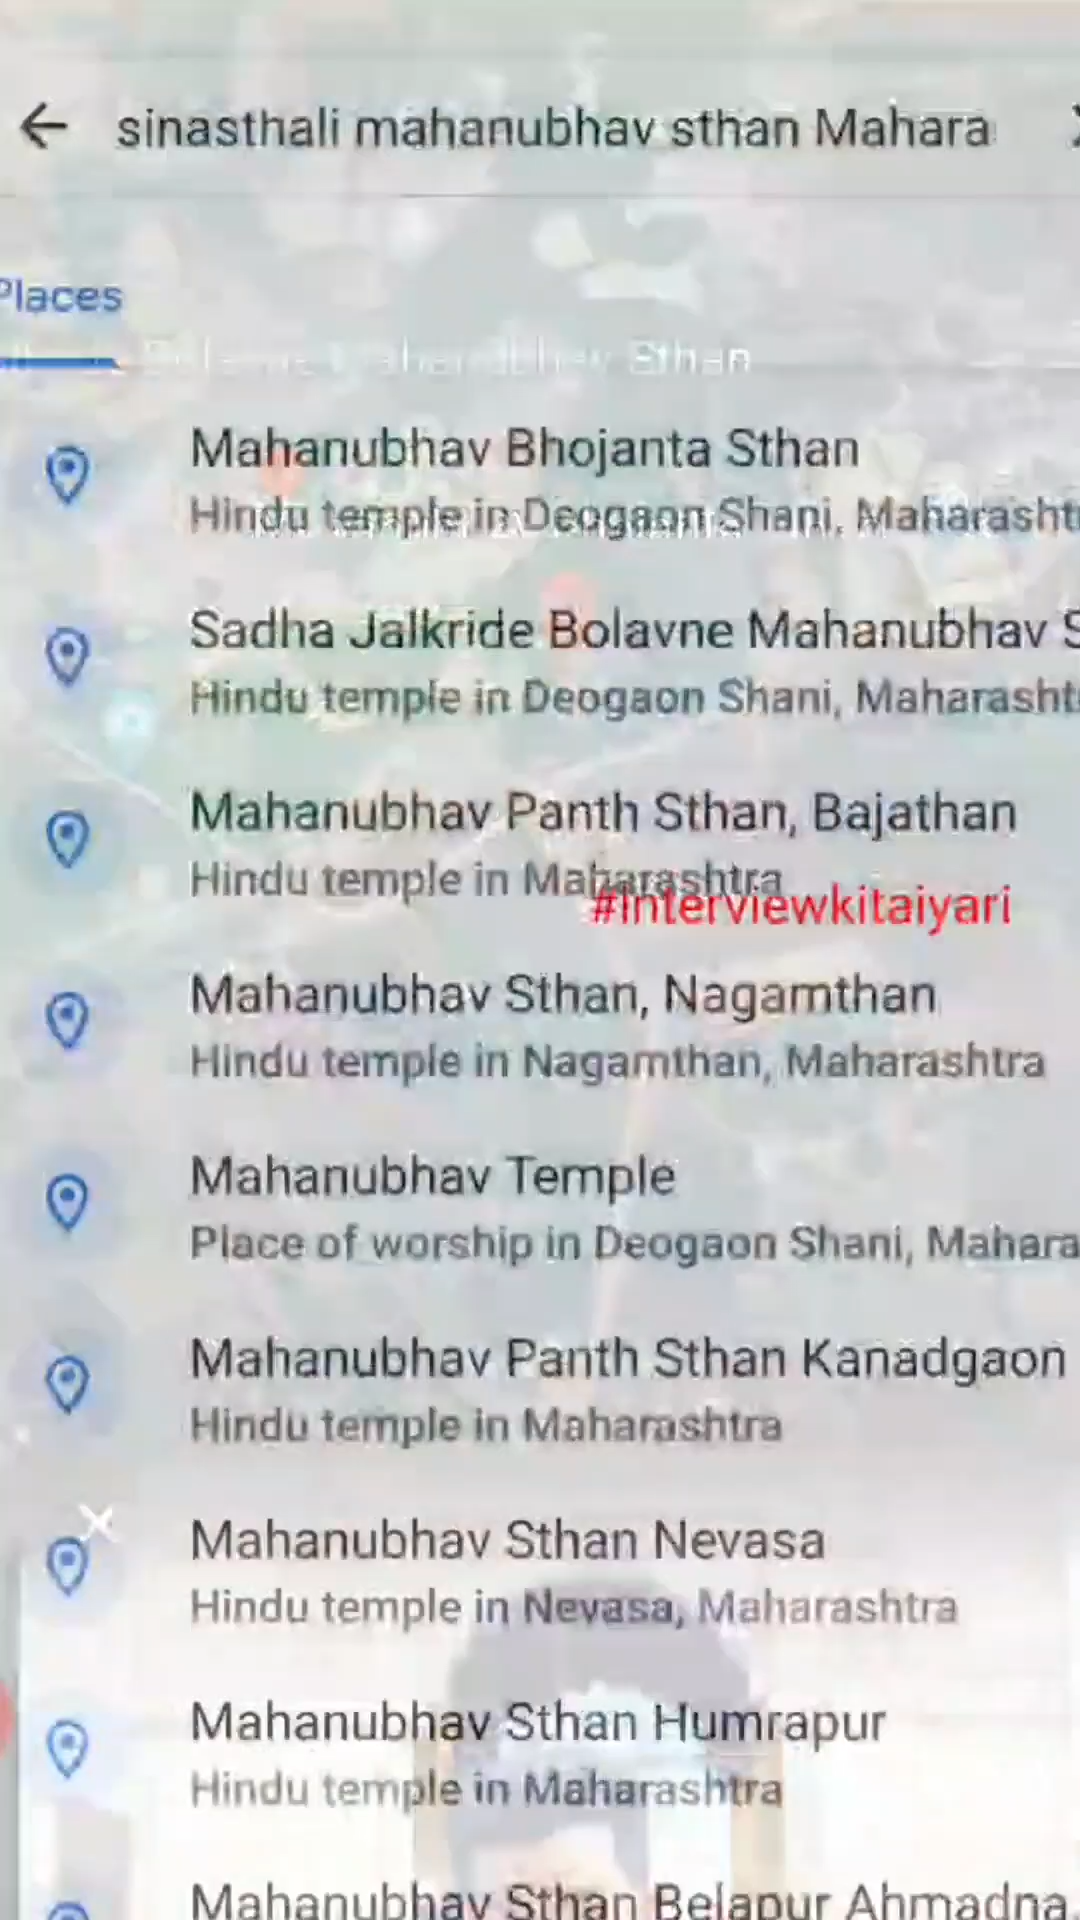 sinasthali mahanubhav sthan Mahara
Places
Sthan
Mahanubhav Bhojanta Sthan
Hindu temple in Deogaon Shani, Maharasht
Sadha Jalkride Bolavne Mahanubhav S
Hindu temple in Deogaon Shani, Maharasht
Mahanubhav Panth Sthan, Bajathan
Hindu temple in Maharashtra
#Interviewkitaiyari
Mahanubhav Sthan, Nagamthan
Hindu temple in Nagamthan, Maharashtra
Mahanubhav Temple
Place of worship in Deogaon Shani, Mahara
Mahanubhav Panth Sthan Kanadgaon
Hindu temple in Maharashtra
Mahanubhav Sthan Nevasa
Hindu temple in Nevasa, Maharashtra
Mahanubhav Sthan Humrapur
Hindu temple in Maharashtra
Mahanubhav Sthan Belapur Ahmadna